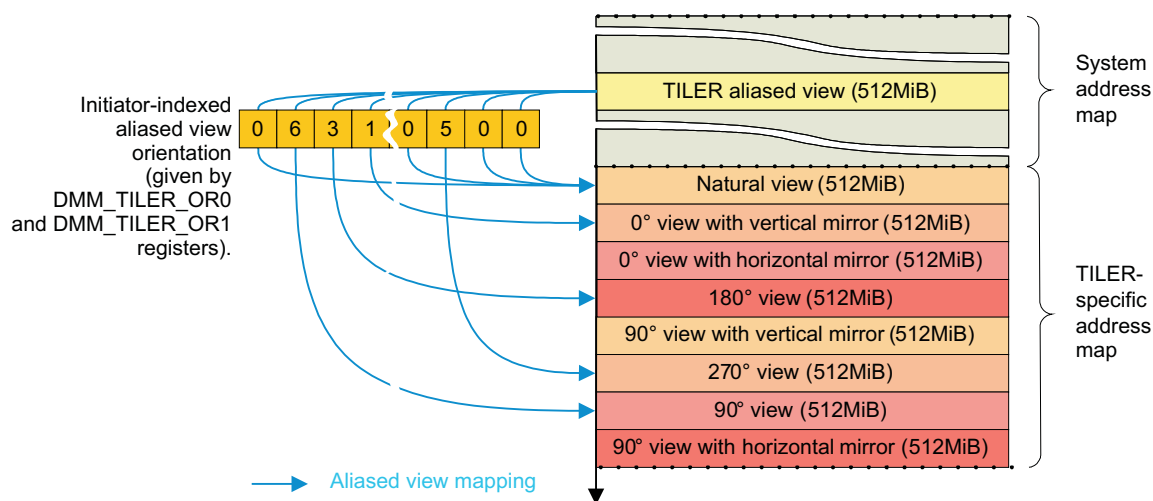 TILER aliased view (512MiB)
System
address
map
Initiator-indexed
aliased view
orientation
(given by
DMM_TILER_OR0
and DMM_TILER_OR1
registers).
0 6 3 1 0 5 0 0
Natural view (512MiB)
0° view with vertical mirror (512MiB)
0° view with horizontal mirror (512MiB)
180° view (512MiB)
90° view with vertical mirror (512MiB)
270° view (512MiB)
90° view (512MiB)
90° view with horizontal mirror (512MiB)
TILER-
specific
address
map
Aliased view mapping